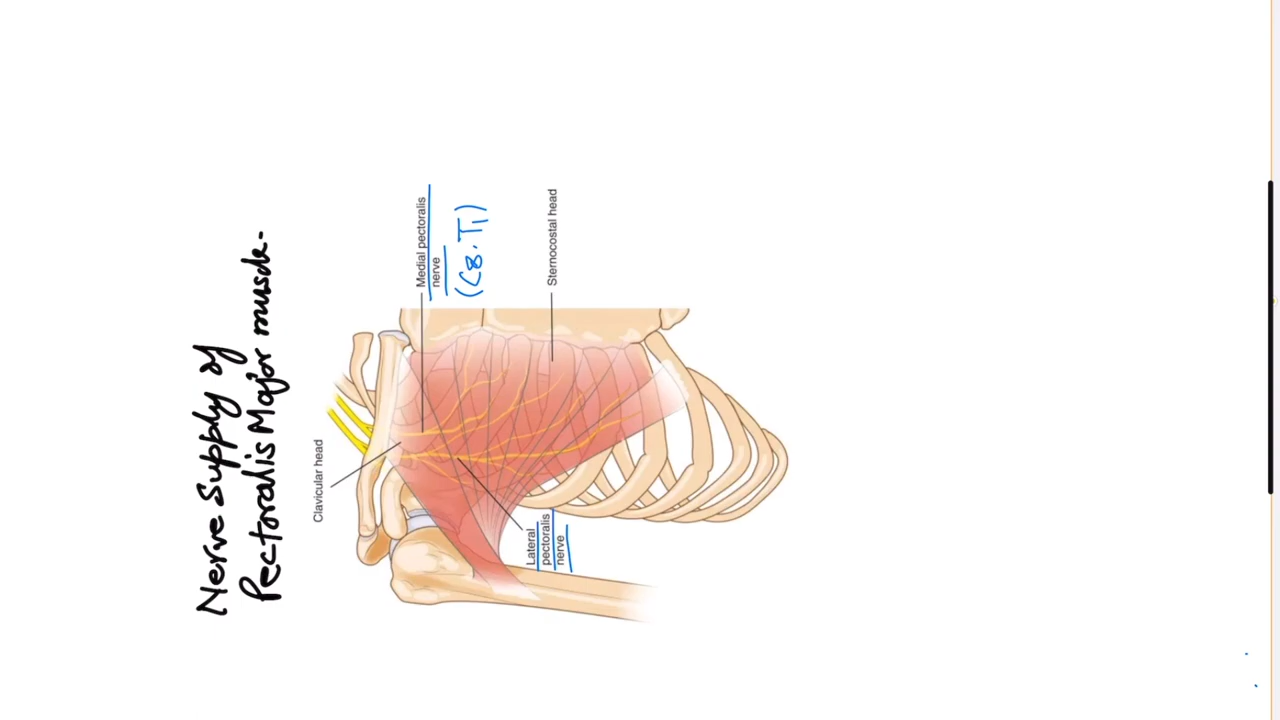 Nerve Supply of
Pectoralis Major muscle.
Clavicular head
Medial pectoralis
nerve
(C8.T1)
Sternocostal head
Lateral
pectoralis
nerve